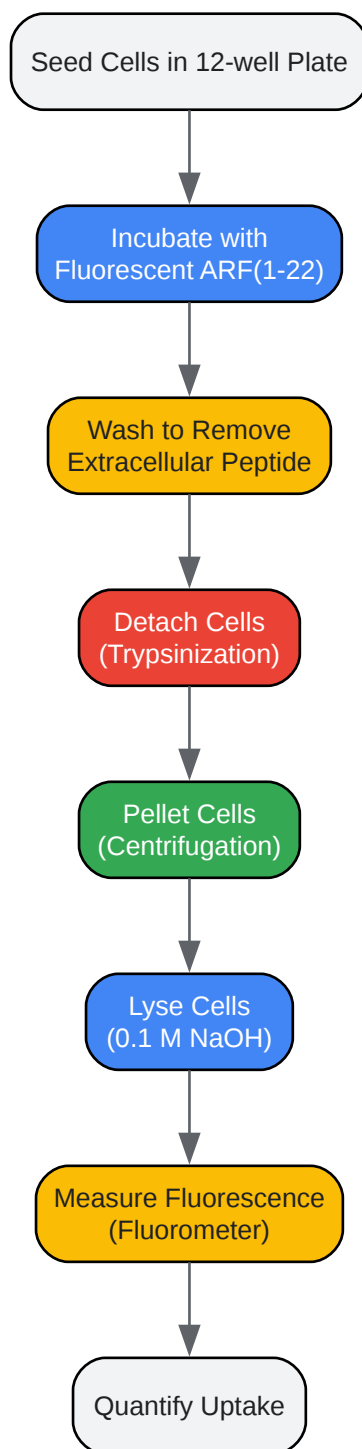 Seed Cells in 12-well Plate
Incubate with
Fluorescent ARF(1-22)
Wash to Remove
Extracellular Peptide
Detach Cells
(Trypsinization)
Pellet Cells
(Centrifugation)
Lyse Cells
(0.1 M NaOH)
Measure Fluorescence
(Fluorometer)
Quantify Uptake